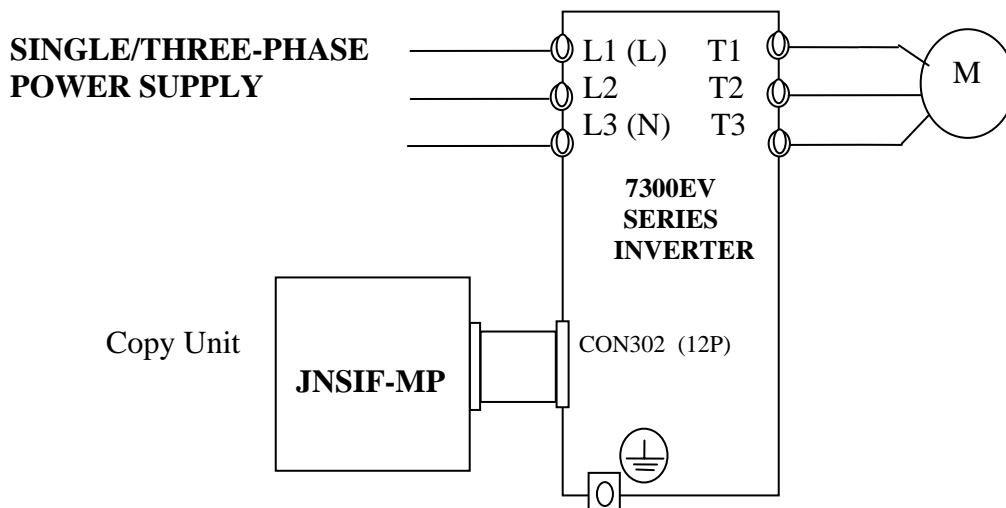 SINGLE/THREE-PHASE
POWER SUPPLY
L1 (L) T1
L2 T2
L3 (N) T3
M
7300EV
SERIES
INVERTER
Copy Unit
JNSIF-MP
CON302 (12P)